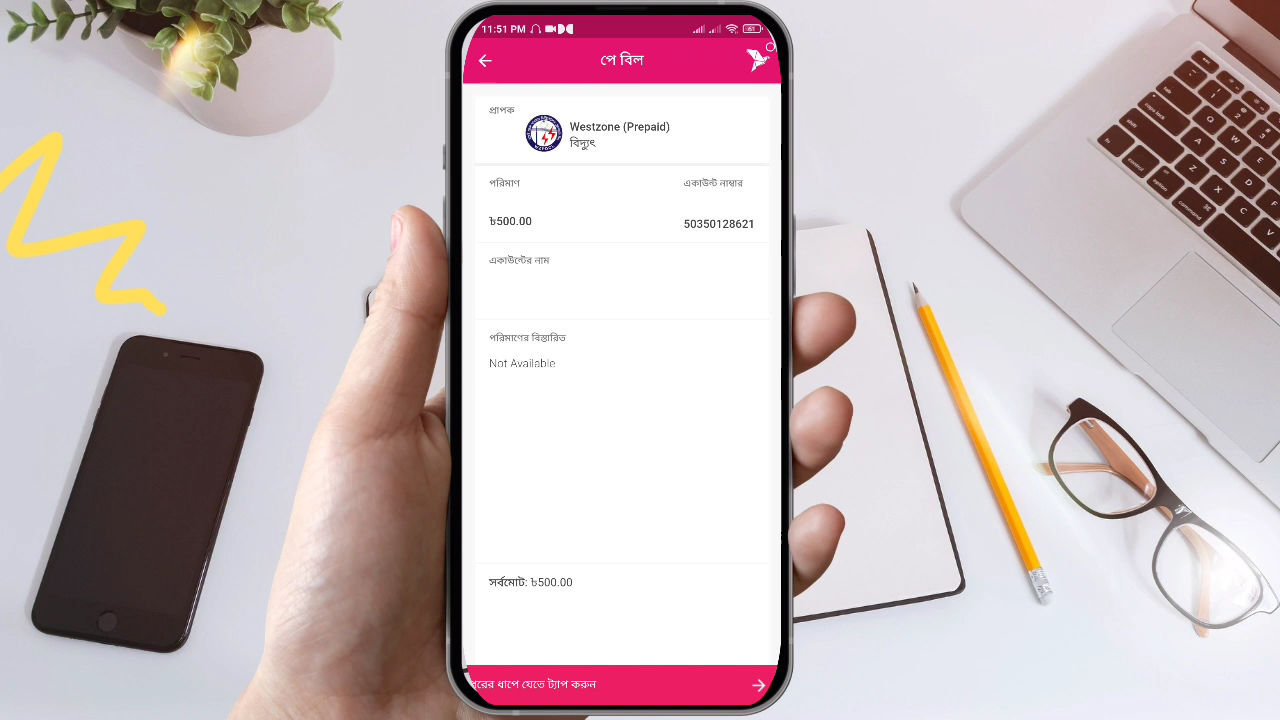 11:51 PM
পে বিল
প্রাপক
Westzone (Prepaid)
বিদ্যুৎ
পরিমাণ
একাউন্ট নাম্বার
৳500.00
50350128621
একাউন্টের নাম
পরিমাণের বিস্তারিত
Not Available
সর্বমোট: ৳500.00
পরের ধাপে যেতে ট্যাপ করুন